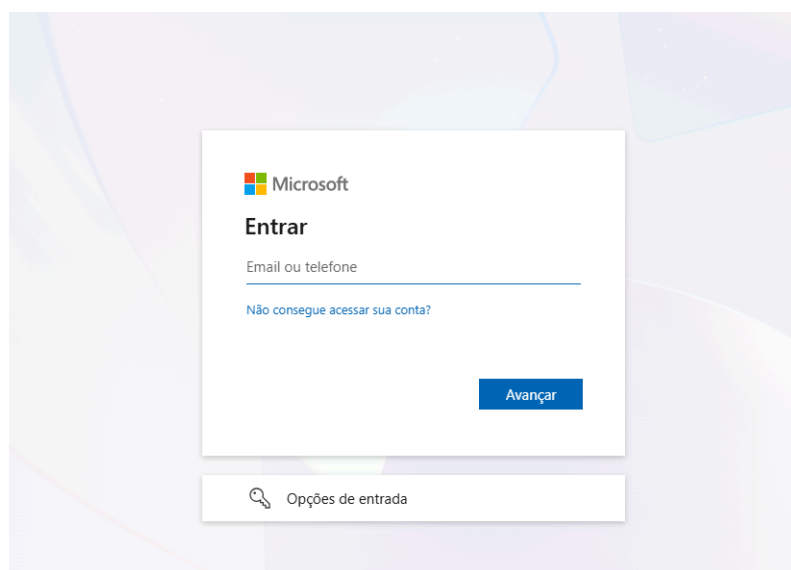 Microsoft
Entrar
Email ou telefone
Não consegue acessar sua conta?
Avançar
Opções de entrada